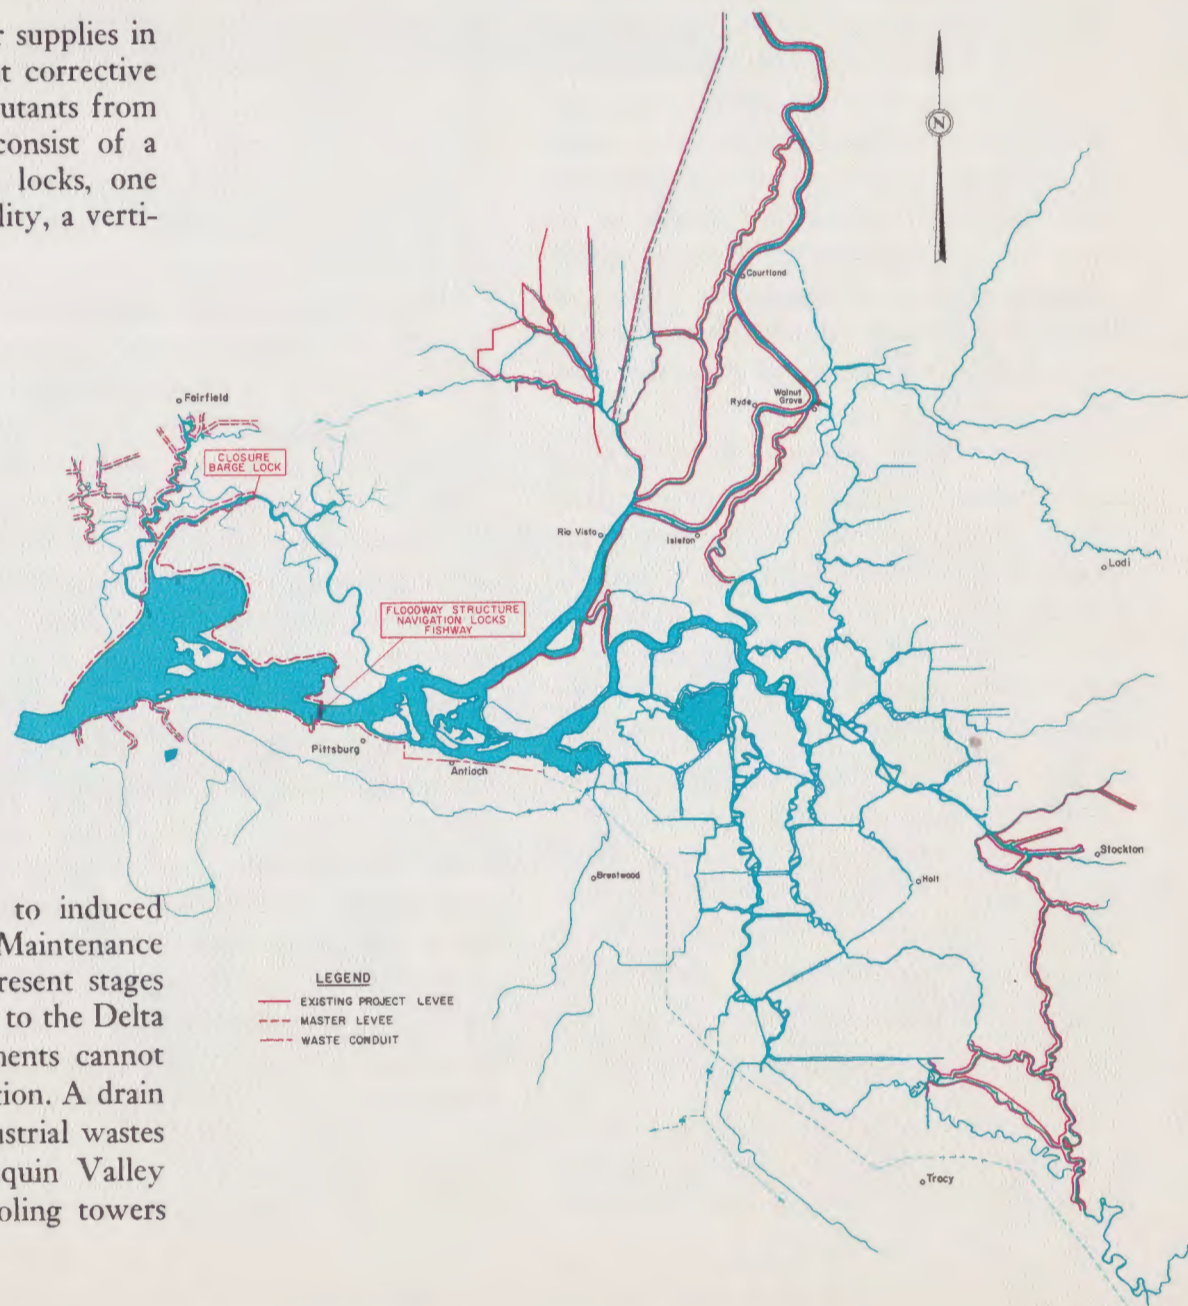 r supplies in
t corrective
utants from
consist of a
locks, one
lity, a verti-
N
Courtland
Fairfield
Ryde
Walnut
Grove
CLOSURE
BARGE LOCK
Rio Vista
Isleton
Lodi
FLOODWAY STRUCTURE
NAVIGATION LOCKS
FISHWAY
Pittsburg
Antioch
Stockton
Brentwood
Holt
to induced
Maintenance
resent stages
to the Delta
nents cannot
tion. A drain
ustrial wastes
quin Valley
oling towers
LEGEND
EXISTING PROJECT LEVEE
MASTER LEVEE
WASTE CONDUIT
Tracy